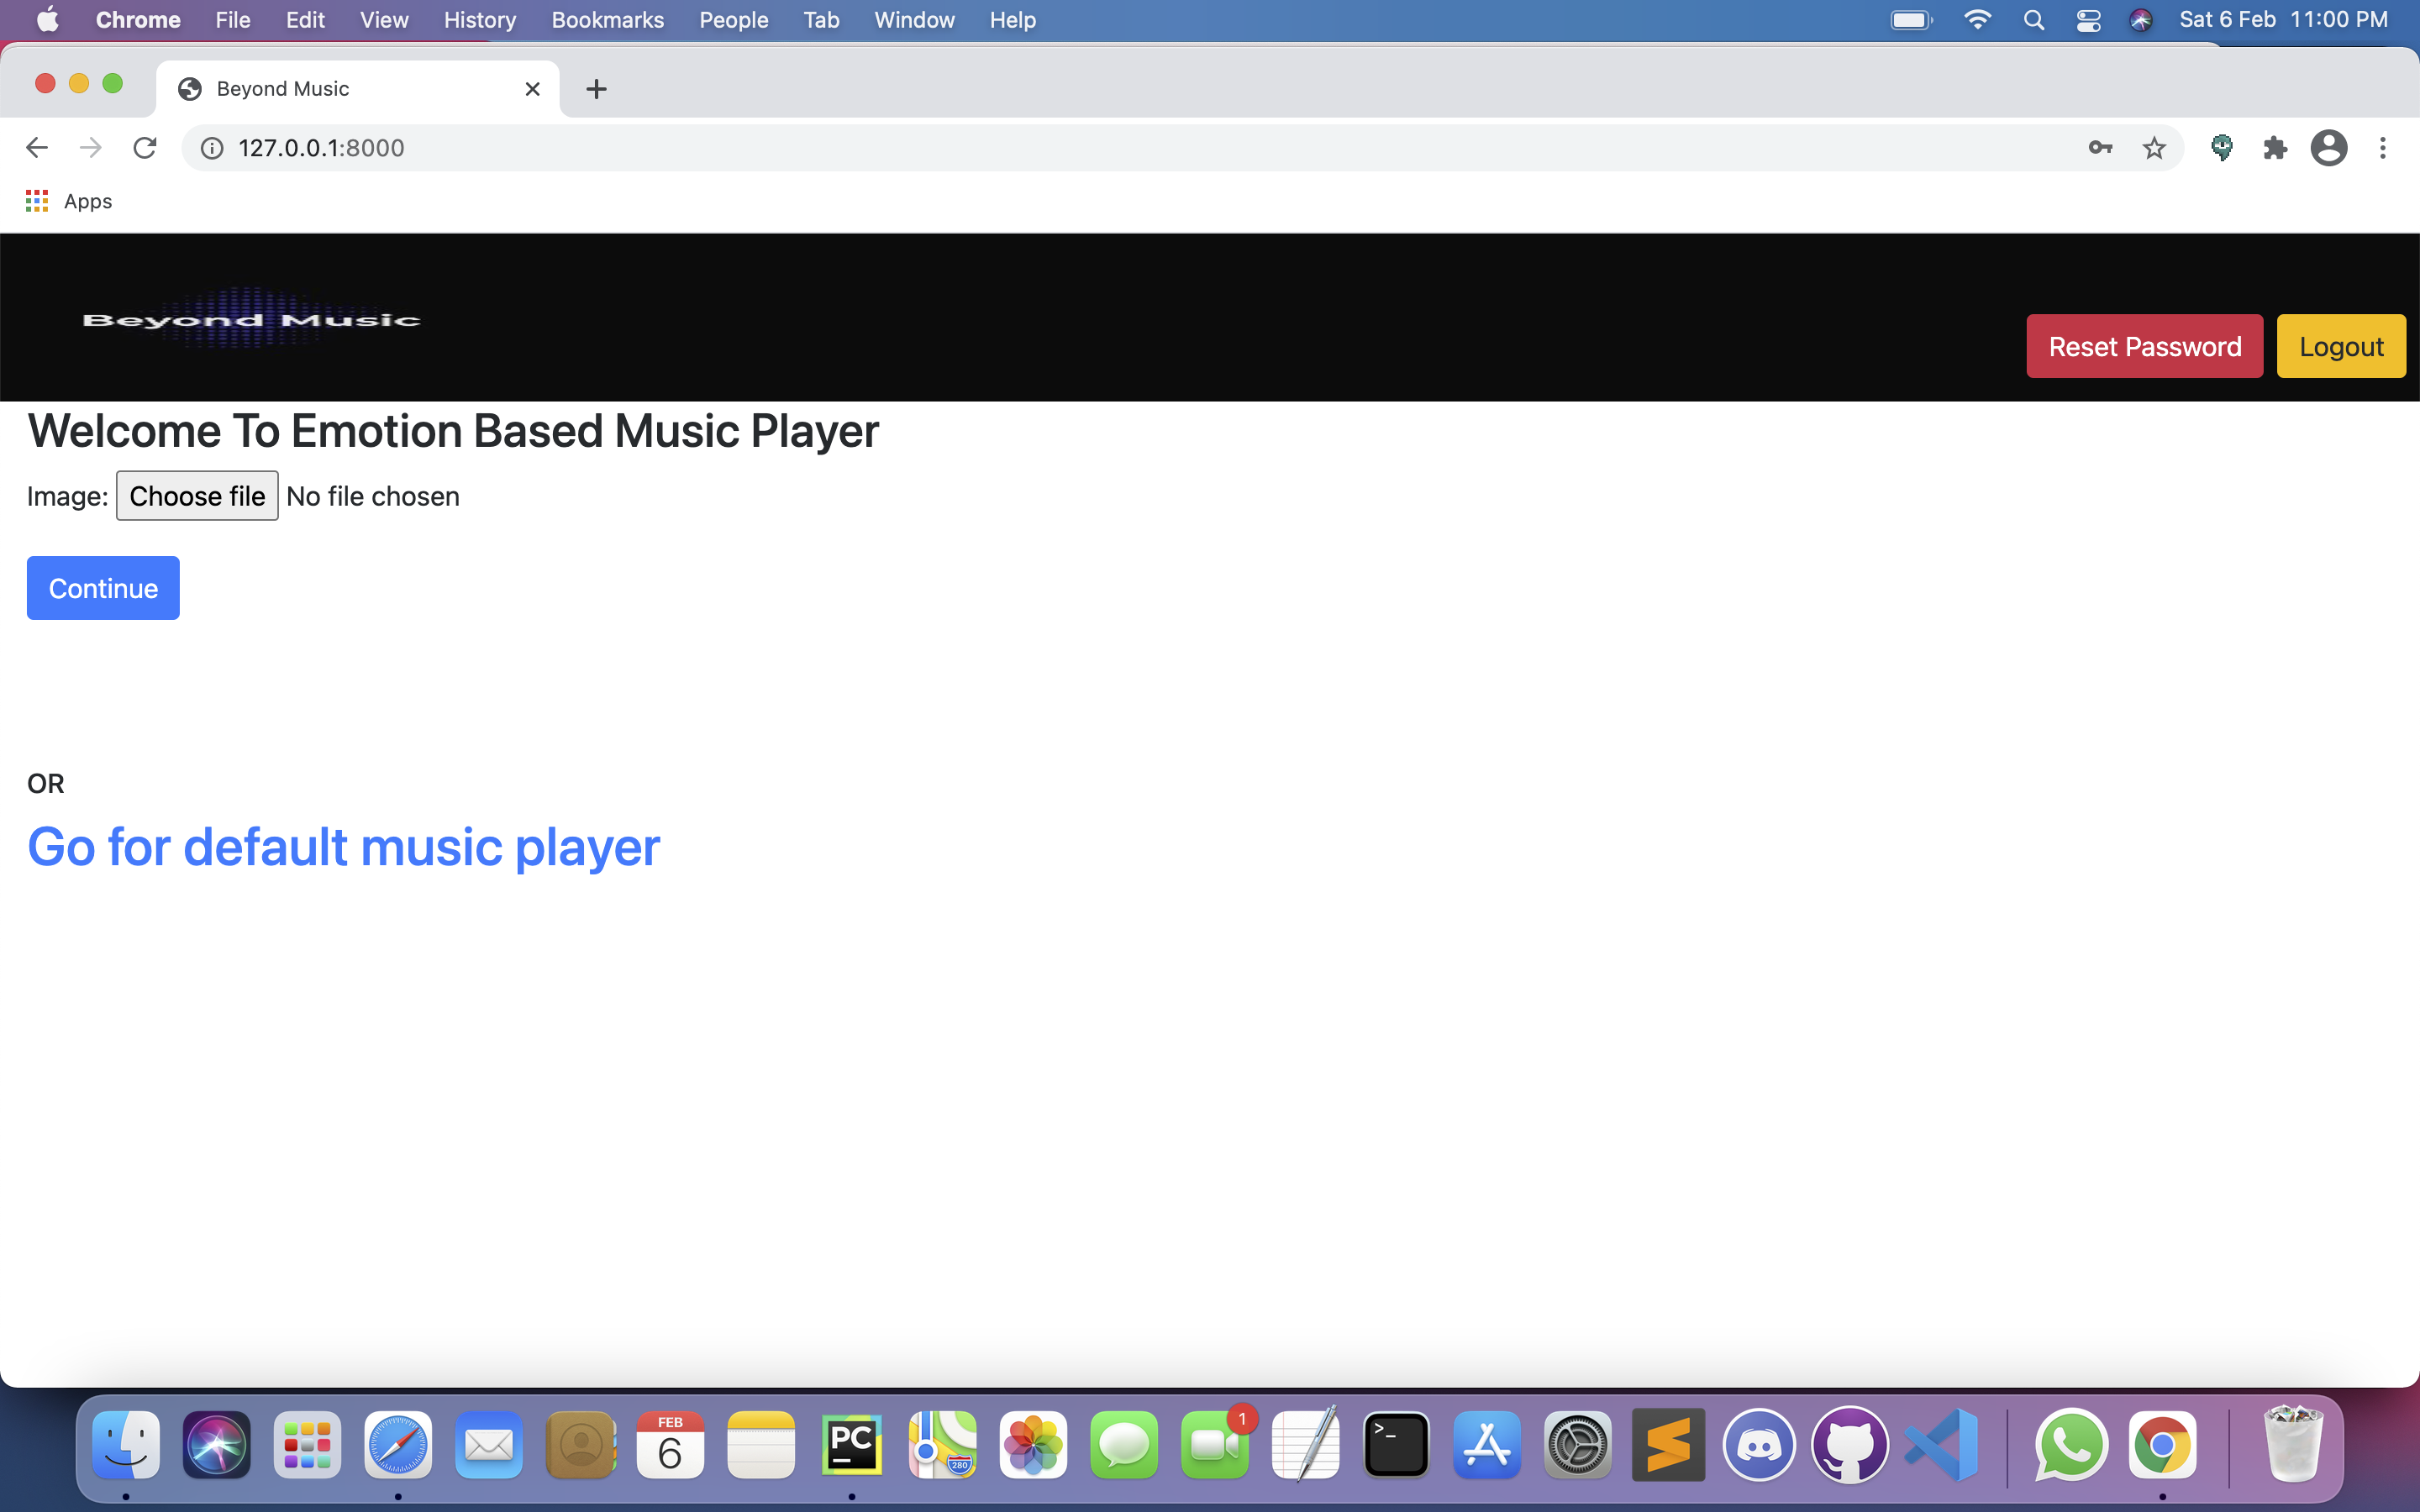 Chrome File Edit View History Bookmarks People Tab Window Help Sat 6 Feb 11:00 PM
Beyond Music
127.0.0.1:8000
Apps
Beyond Music
Reset Password Logout
Welcome To Emotion Based Music Player
Image: Choose file No file chosen
Continue
OR
Go for default music player
FEB
6
PC
280
1
>_